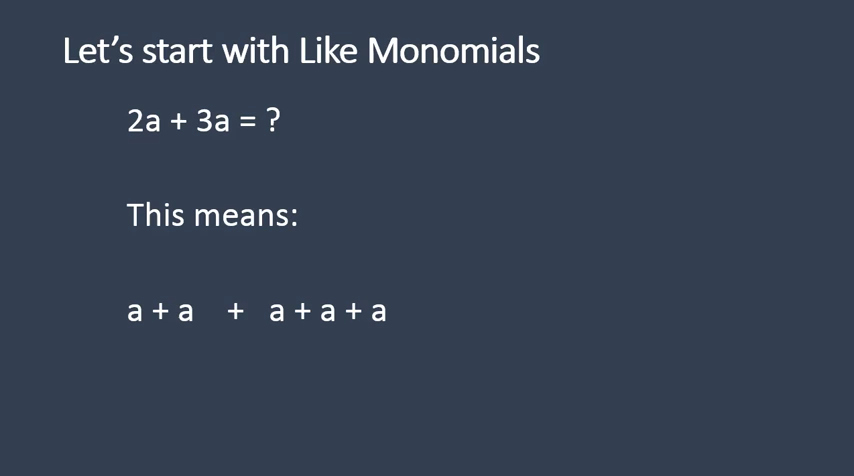 Let’s start with Like Monomials
2a + 3a = ?
This means:
a + a + a + a + a